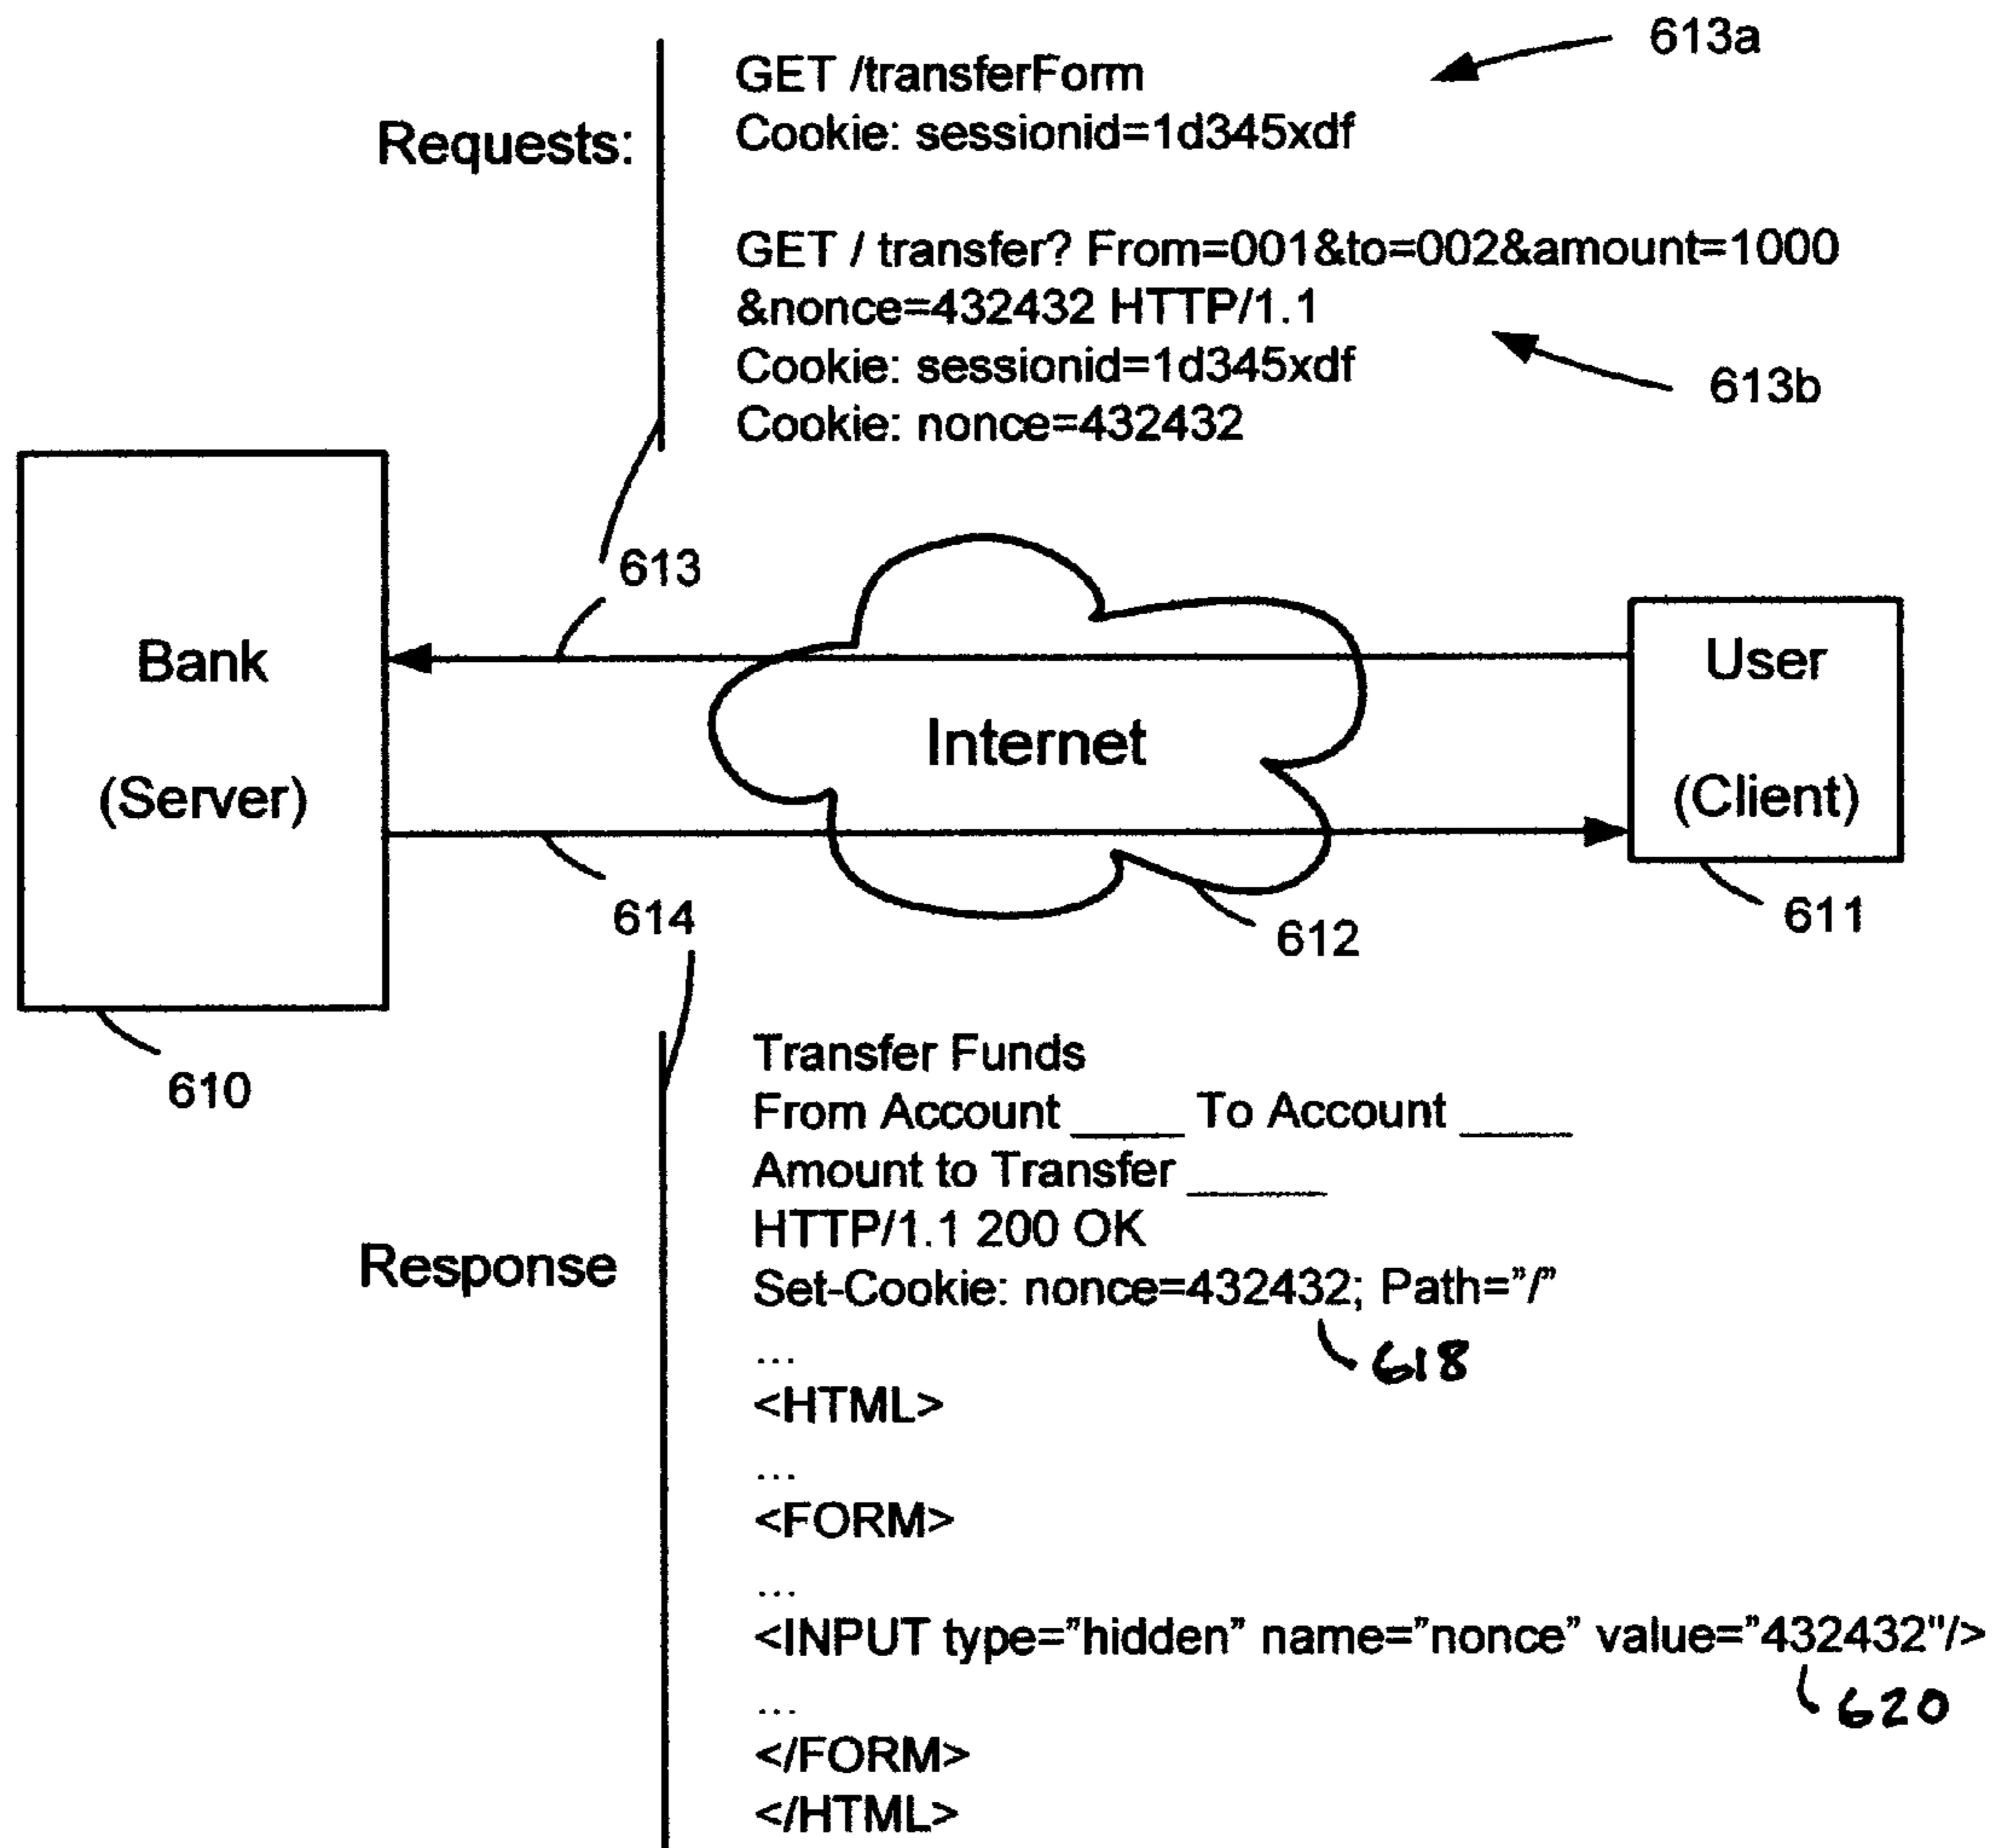 613a
GET /transferForm
Cookie: sessionid=1d345xdf
Requests:
GET / transfer? From=001&to=002&amount=1000
&nonce=432432 HTTP/1.1
Cookie: sessionid=1d345xdf
613b
Cookie: nonce=432432
613
Bank
(Server)
Internet
User
(Client)
614
612
611
610
Transfer Funds
From Account ____ To Account ____
Amount to Transfer _____
HTTP/1.1 200 OK
Response
Set-Cookie: nonce=432432; Path="/"
618
...
<HTML>
...
<FORM>
...
<INPUT type="hidden" name="nonce" value="432432"/>
620
...
</FORM>
</HTML>